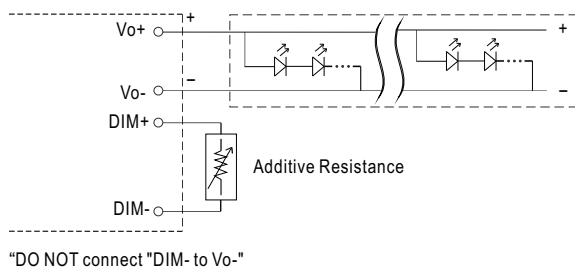 Vo+
+
+
Vo-
−
−
DIM+
Additive Resistance
DIM-
“DO NOT connect "DIM- to Vo-"